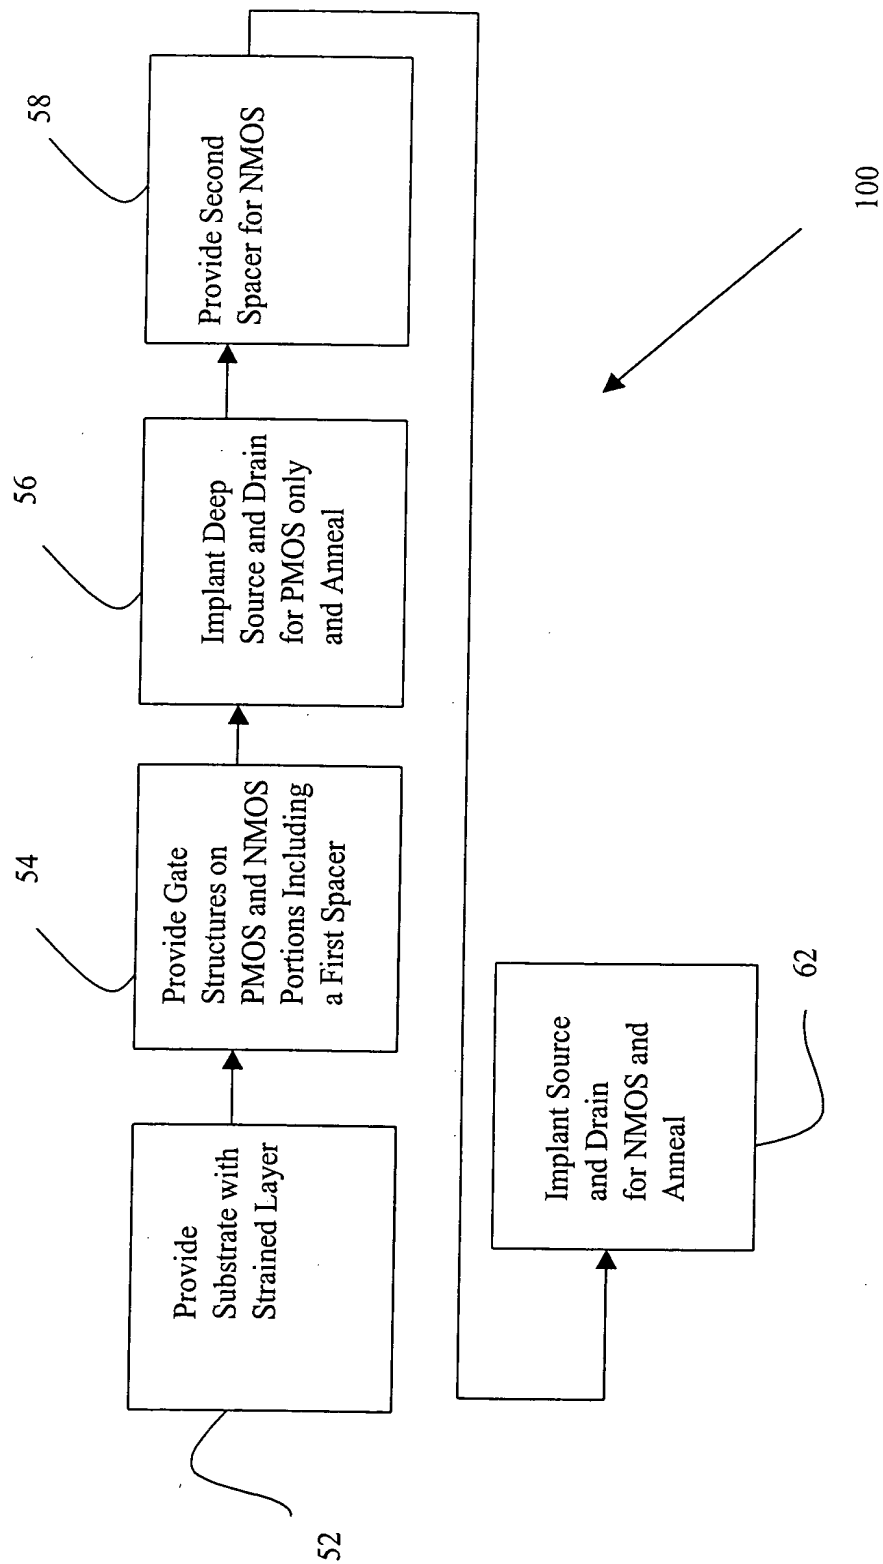 52
Provide
Substrate with
Strained Layer
54
Provide Gate
Structures on
PMOS and NMOS
Portions Including
a First Spacer
56
Implant Deep
Source and Drain
for PMOS only
and Anneal
58
Provide Second
Spacer for NMOS
62
Implant Source
and Drain
for NMOS and
Anneal
100